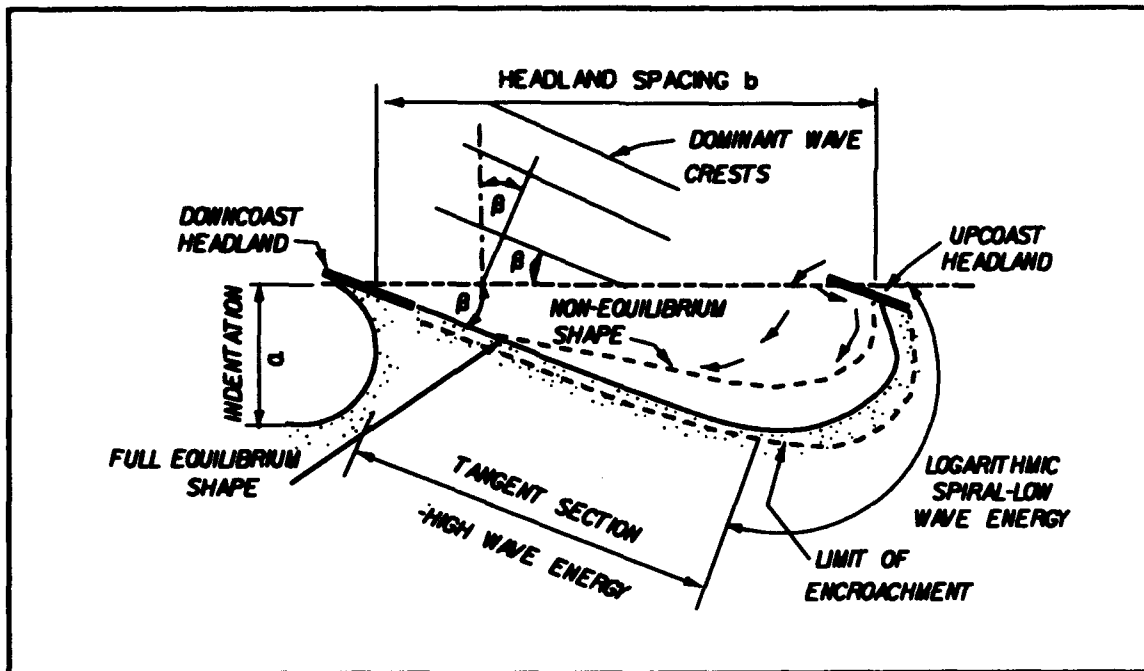 HEADLAND SPACING b
DOMINANT WAVE
CRESTS
β
DOWNCOAST
HEADLAND
UPCOAST
HEADLAND
β
β
NON-EQUILIBRIUM
SHAPE
INDENTATION
a
FULL EQUILIBRIUM
SHAPE
TANGENT SECTION
-HIGH WAVE ENERGY
LOGARITHMIC
SPIRAL-LOW
WAVE ENERGY
LIMIT OF
ENCROACHMENT